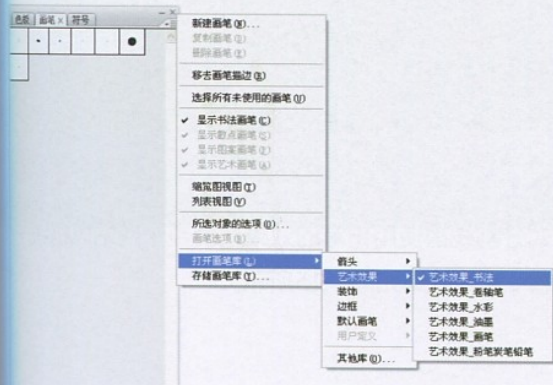 色板 画笔 × 符号
新建画笔(N)...
复制画笔(D)
删除画笔(E)
移去画笔描边(R)
选择所有未使用的画笔(U)
✓ 显示书法画笔(C)
✓ 显示散点画笔(S)
✓ 显示图案画笔(P)
✓ 显示艺术画笔(A)
缩览图视图(T)
列表视图(V)
所选对象的选项(O)...
画笔选项(B)...
打开画笔库(L)
存储画笔库(Y)...
箭头
艺术效果
装饰
边框
默认画笔
用户定义
其他库(O)...
✓ 艺术效果_书法
艺术效果_卷轴笔
艺术效果_水彩
艺术效果_油墨
艺术效果_画笔
艺术效果_粉笔炭笔铅笔